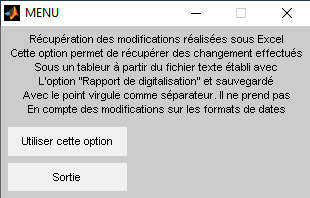 MENU
Récupération des modifications réalisées sous Excel
Cette option permet de récupérer des changement effectués
Sous un tableur à partir du fichier texte établi avec
L'option "Rapport de digitalisation" et sauvegardé
Avec le point virgule comme séparateur. Il ne prend pas
En compte des modifications sur les formats de dates
Utiliser cette option
Sortie